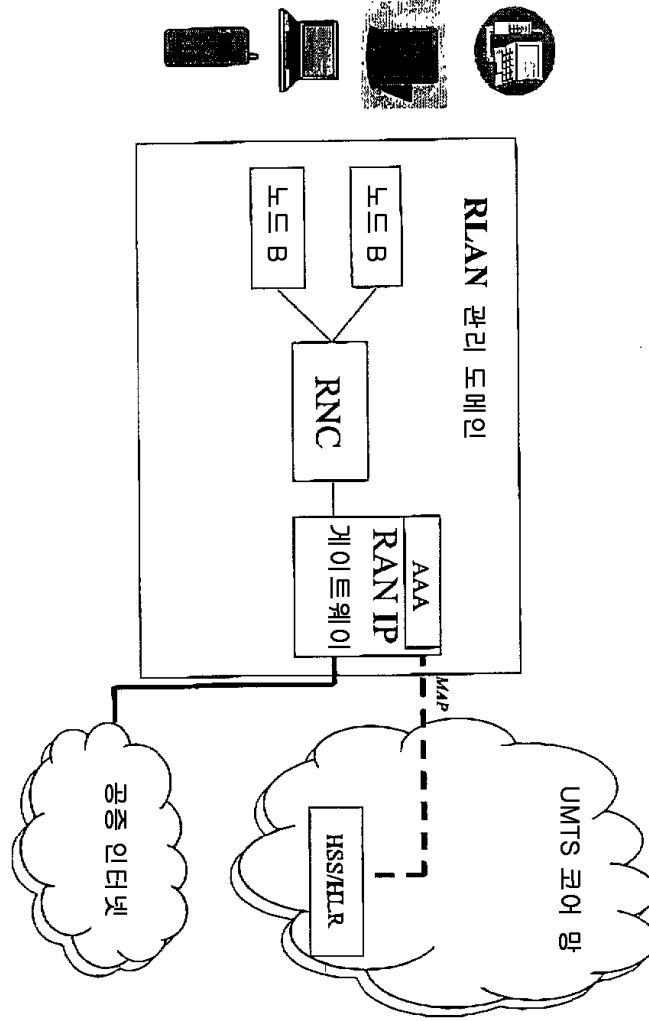 RLAN 관리 도메인
노드 B
노드 B
RNC
AAA
RAN IP
게이트웨이
MAP
UMTS 코어 망
HSS/HLR
공중 인터넷